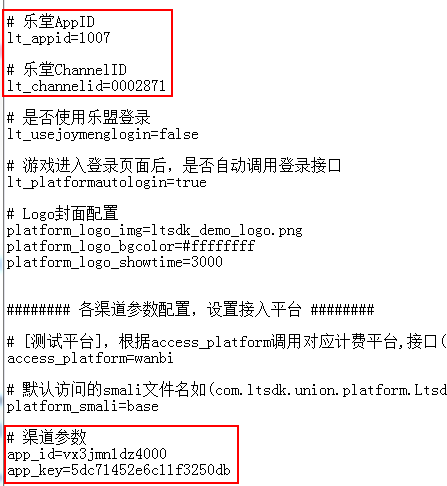 # 乐堂AppID
lt_appid=1007
# 乐堂ChannelID
lt_channelid=0002871
# 是否使用乐盟登录
lt_usejoymenglogin=false
# 游戏进入登录页面后，是否自动调用登录接口
lt_platformautologin=true
# Logo封面配置
platform_logo_img=ltsdk_demo_logo.png
platform_logo_bgcolor=#ffffffff
platform_logo_showtime=3000
######## 各渠道参数配置，设置接入平台 ########
# [测试平台]，根据access_platform调用对应计费平台,接口(
access_platform=wanbi
# 默认访问的smali文件名如(com.ltsdk.union.platform.Ltsd
platform_smali=base
# 渠道参数
app_id=vx3jmn1dz4000
app_key=5dc71452e6c11f3250db